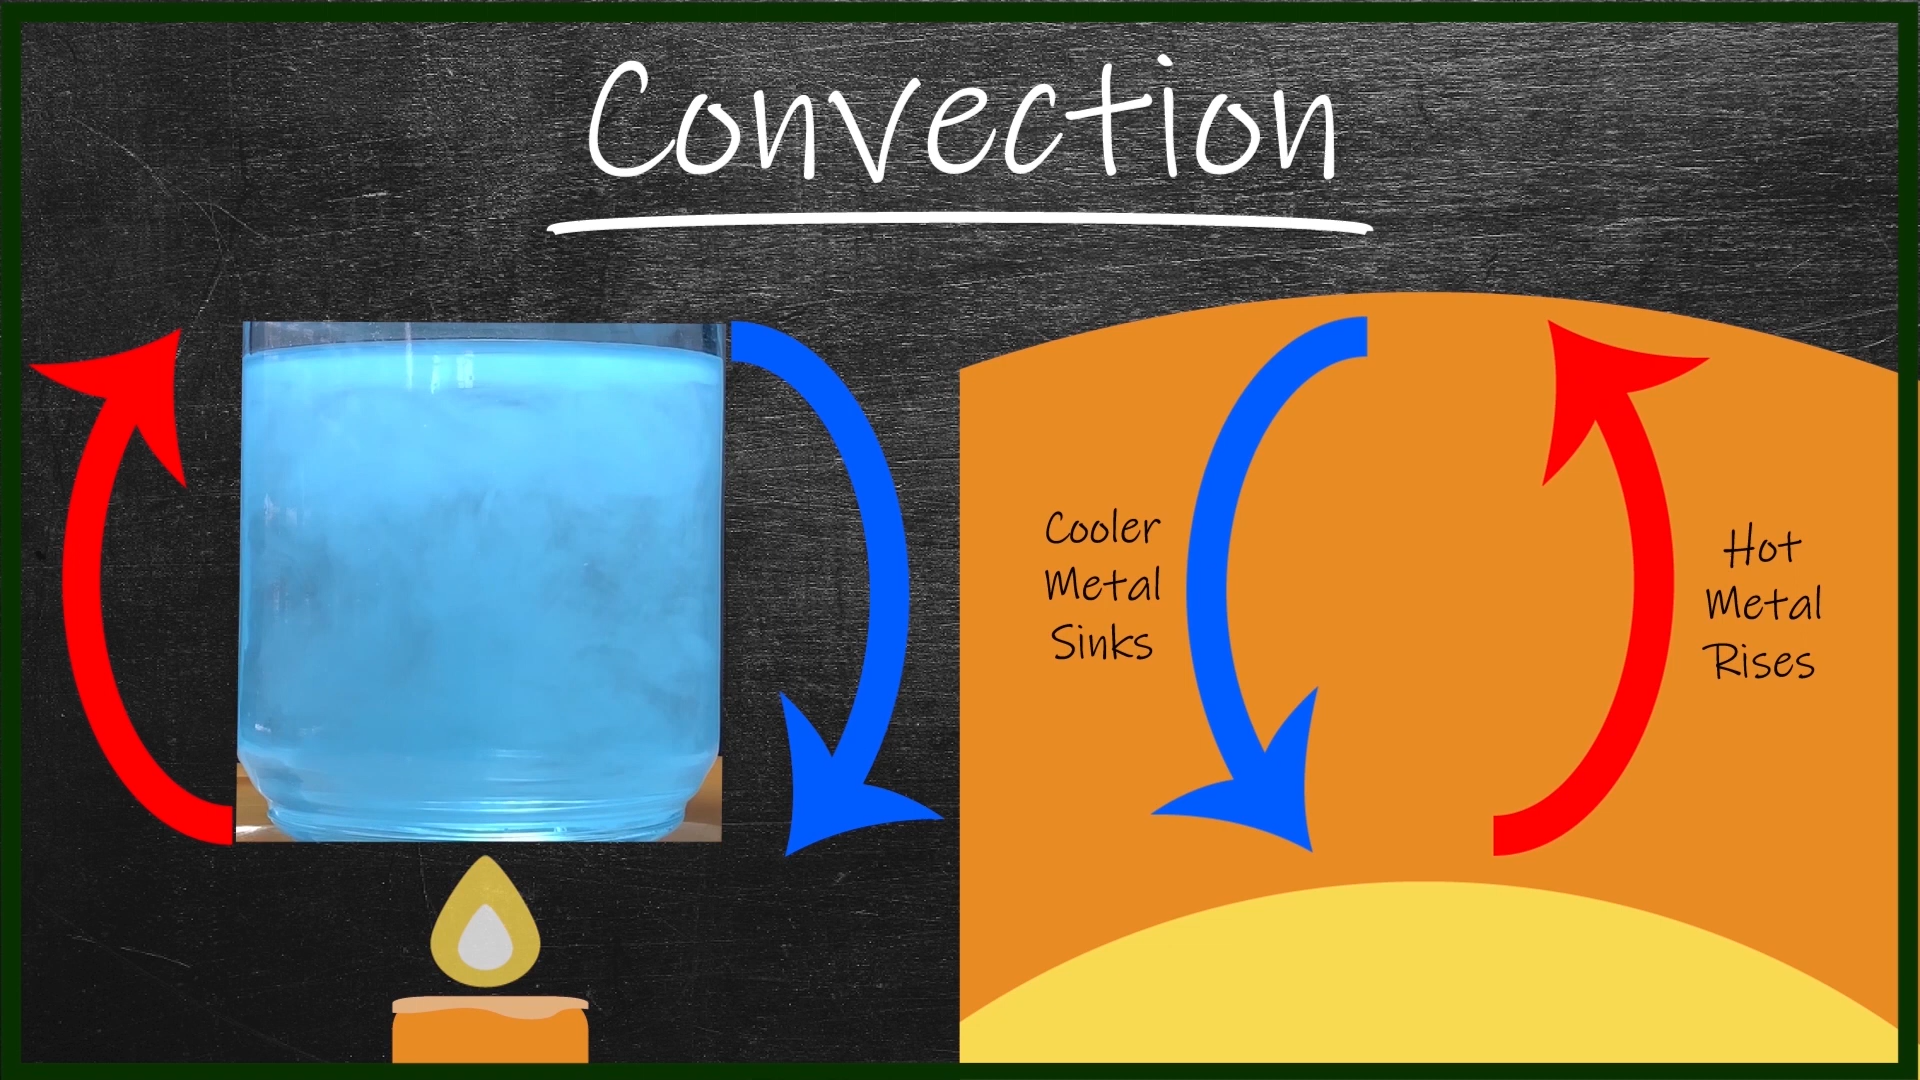 Convection
Cooler
Metal
Sinks
Hot
Metal
Rises